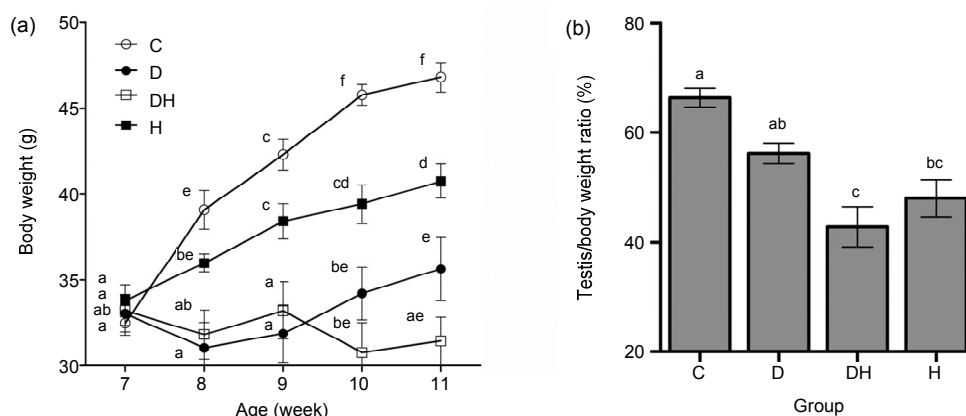 (a)
50
45
40
35
30
Body weight (g)
C
D
DH
H
a
a
ab
a
e
be
ab
a
c
c
a
a
f
cd
be
be
f
d
e
ae
7 8 9 10 11
Age (week)
(b)
80
60
40
20
Testis/body weight ratio (%)
a
ab
c
bc
C D DH H
Group